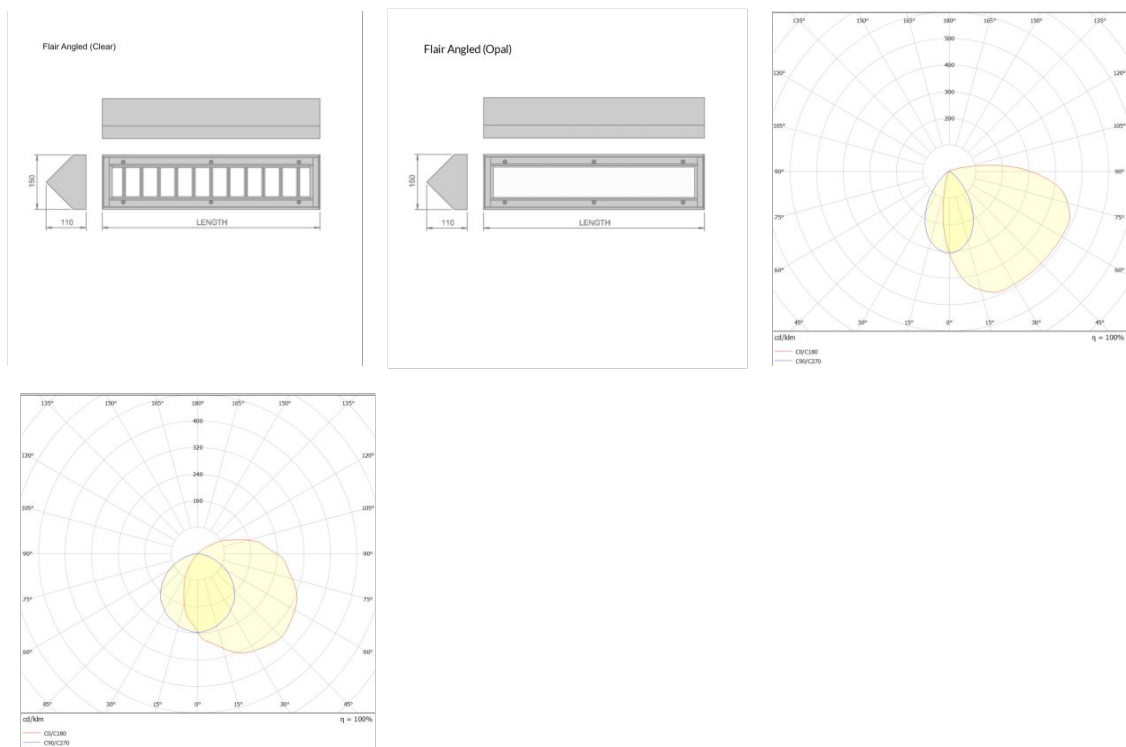 Flair Angled (Clear)
150
110
LENGTH
Flair Angled (Opal)
150
110
LENGTH
135° 150° 165° 180° 165° 150° 135°
500
120° 400 120°
300
105° 200 105°
90° 90°
75° 75°
60° 60°
45° 30° 15° 0° 15° 30° 45°
cd/klm η = 100%
C0/C180
C90/C270
135° 150° 165° 180° 165° 150° 135°
400
120° 320 120°
240
105° 160 105°
90° 90°
75° 75°
60° 60°
45° 30° 15° 0° 15° 30° 45°
cd/klm η = 100%
C0/C180
C90/C270